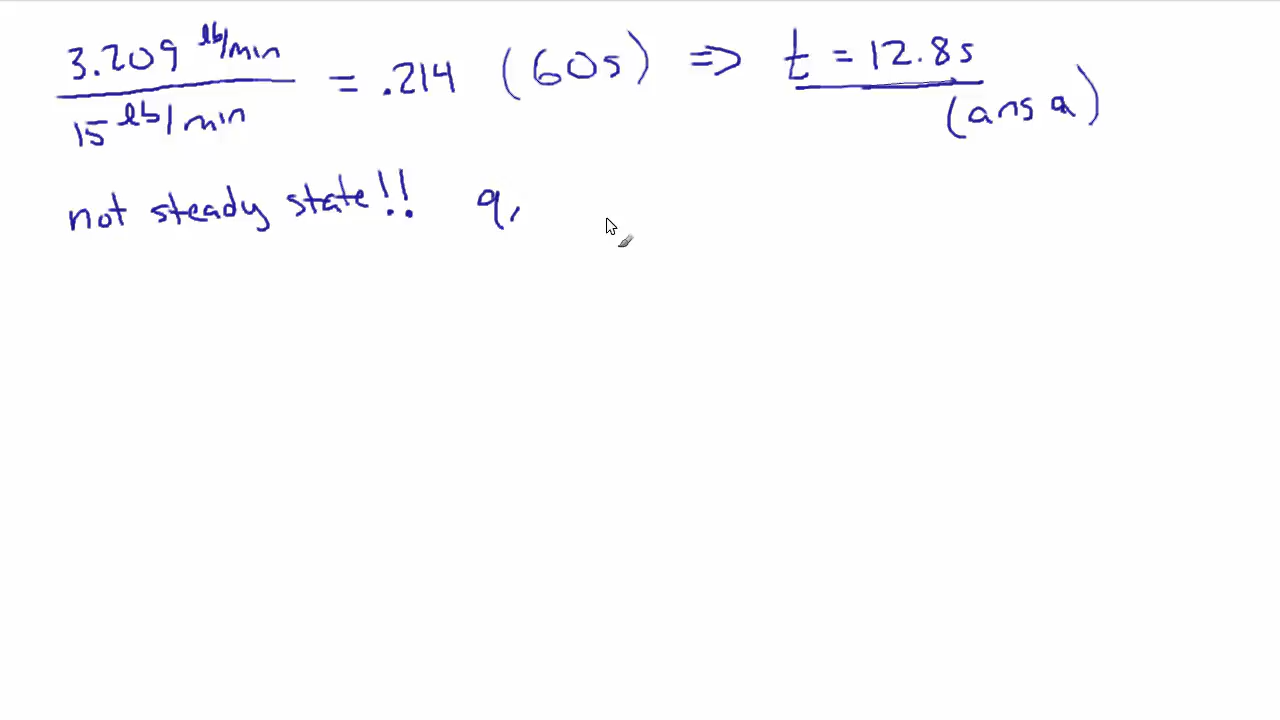 3.209 lb/min
= .214 (60s) => t = 12.8s
15 lb/min
(ans a)
not steady state!! q,